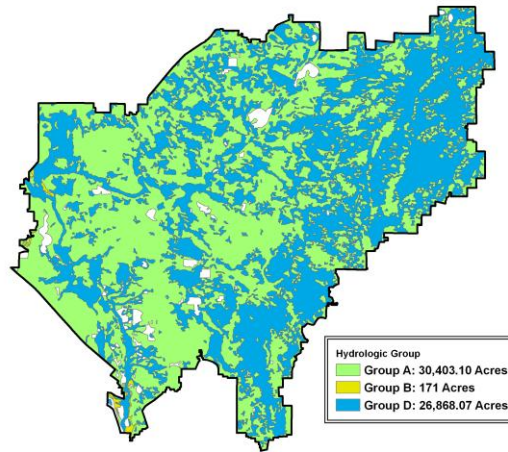 Hydrologic Group
Group A: 30,403.10 Acres
Group B: 171 Acres
Group D: 26,868.07 Acres